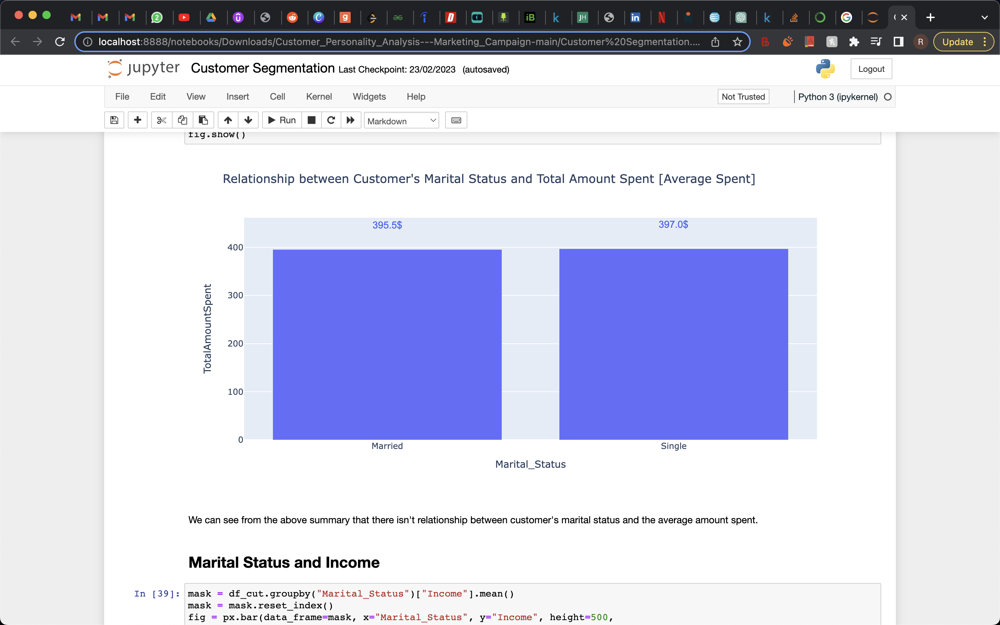 localhost:8888/notebooks/Downloads/Customer_Personality_Analysis---Marketing_Campaign-main/Customer%20Segmentation....
R
Update
jupyter Customer Segmentation Last Checkpoint: 23/02/2023 (autosaved)
Logout
File Edit View Insert Cell Kernel Widgets Help
Not Trusted
Python 3 (ipykernel)
Run
Markdown
fig.show()
Relationship between Customer's Marital Status and Total Amount Spent [Average Spent]
395.5$ 397.0$
400
300
200
100
0
TotalAmountSpent
Married Single
Marital_Status
We can see from the above summary that there isn't relationship between customer's marital status and the average amount spent.
Marital Status and Income
In [39]: mask = df_cut.groupby("Marital_Status")["Income"].mean()
mask = mask.reset_index()
fig = px.bar(data_frame=mask, x="Marital_Status", y="Income", height=500,